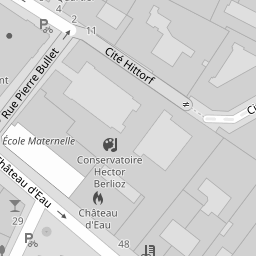 4
2
11
Cité Hittorf
Rue Pierre Bullet
École Maternelle
Conservatoire
Hector
Berlioz
Château d'Eau
Château
d'Eau
29
48